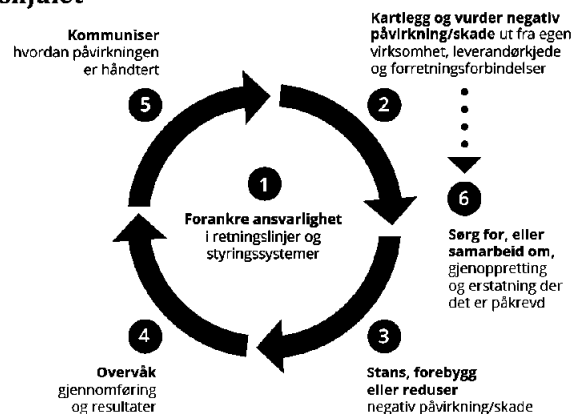 Kommuniser
hvordan påvirkningen
er håndtert
5
Kartlegg og vurder negativ
påvirkning/skade ut fra egen
virksomhet, leverandørkjede
og forretningsforbindelser
2
1
Forankre ansvarlighet
i retningslinjer og
styringssystemer
6
Sørg for, eller
samarbeid om,
gjenoppretting
og erstatning der
det er påkrevd
4
Overvåk
gjennomføring
og resultater
3
Stans, forebygg
eller reduser
negativ påvirkning/skade